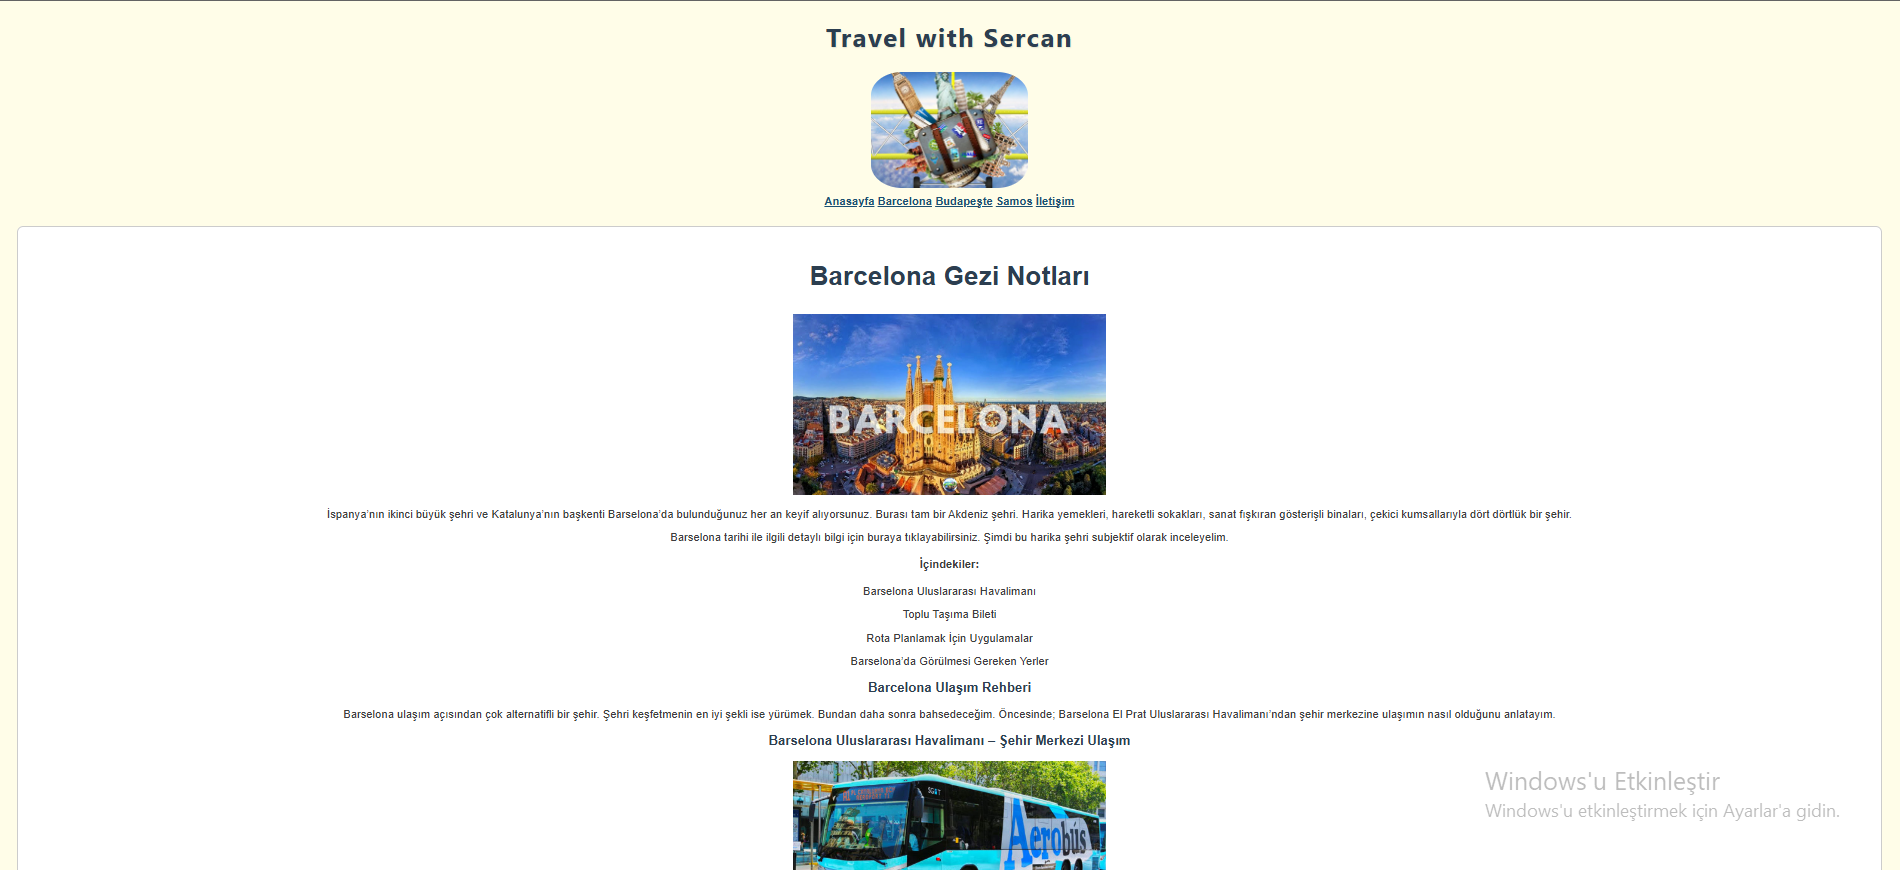 Travel with Sercan
Anasayfa Barcelona Budapeşte Samos İletişim
Barcelona Gezi Notları
BARCELONA
İspanya'nın ikinci büyük şehri ve Katalunya'nın başkenti Barselona'da bulunduğunuz her an keyif alıyorsunuz. Burası tam bir Akdeniz şehri. Harika yemekleri, hareketli sokakları, sanat fışkıran gösterişli binaları, çekici kumsallarıyla dört dörtlük bir şehir.
Barselona tarihi ile ilgili detaylı bilgi için buraya tıklayabilirsiniz. Şimdi bu harika şehri subjektif olarak inceleyelim.
İçindekiler:
Barselona Uluslararası Havalimanı
Toplu Taşıma Bileti
Rota Planlamak İçin Uygulamalar
Barselona'da Görülmesi Gereken Yerler
Barcelona Ulaşım Rehberi
Barselona ulaşım açısından çok alternatifli bir şehir. Şehri keşfetmenin en iyi şekli ise yürümek. Bundan daha sonra bahsedeceğim. Öncesinde; Barselona El Prat Uluslararası Havalimanı'ndan şehir merkezine ulaşımın nasıl olduğunu anlatayım.
Barselona Uluslararası Havalimanı – Şehir Merkezi Ulaşım
Aerobús
Windows'u Etkinleştir
Windows'u etkinleştirmek için Ayarlar'a gidin.